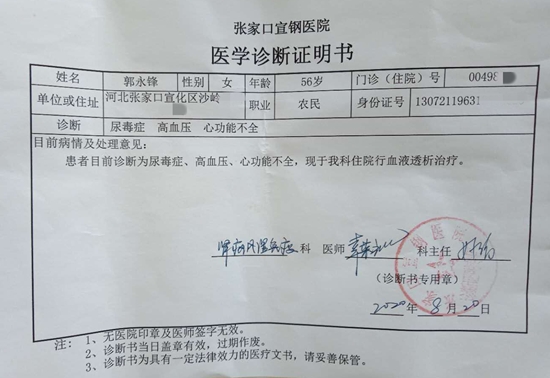 张家口宣钢医院
医学诊断证明书
姓名 郭永锋 性别 女 年龄 56岁 门诊（住院）号 00498
单位或住址 河北张家口宣化区沙岭 职业 农民 身份证号 13072119631
诊断 尿毒症 高血压 心功能不全
目前病情及处理意见：
患者目前诊断为尿毒症、高血压、心功能不全，现于我科住院行血液透析治疗。
科 医师 科主任
（诊断书专用章）
2020年8月20日
注：1、无医院印章及医师签字无效。
2、诊断书当日盖章有效，过期作废。
3、诊断书为具有一定法律效力的医疗文书，请妥善保管。